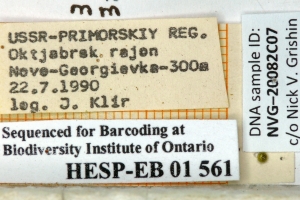 mm
USSR-PRIMORSKIY REG.
Oktjabrsk rajon
Novo-Georgievka-300m
22.7.1990
leg. J. Klir
Sequenced for Barcoding at
Biodiversity Institute of Ontario
HESP-EB 01 561
DNA sample ID:
NVG-20082C07
c/o Nick V. Grishin